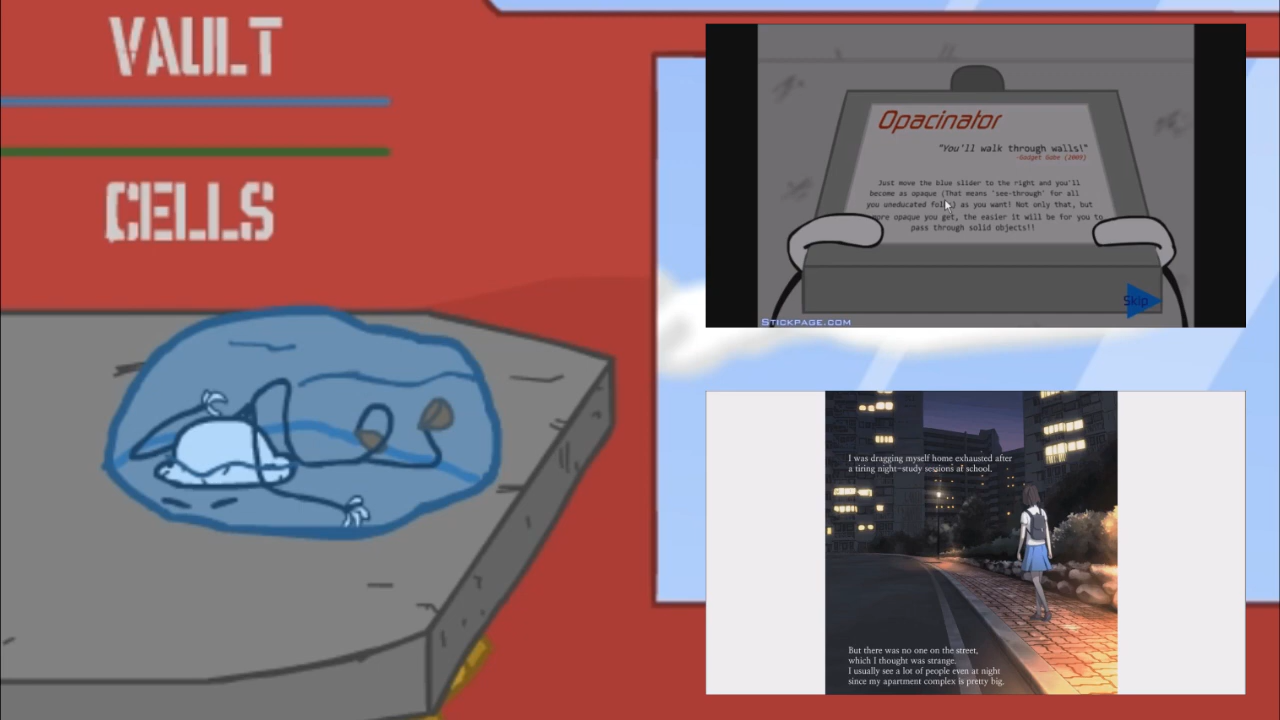 VAULT
CELLS
Opacinator
"You'll walk through walls!"
-Gadget Gabe (2009)
Just move the blue slider to the right and you'll
become as opaque (That means 'see-through' for all
you uneducated fol) as you want! Not only that, but
more opaque you get, the easier it will be for you to
pass through solid objects!!
Skip
STICKPAGE.COM
I was dragging myself home exhausted after
a tiring night-study sessions at school.
But there was no one on the street,
which I thought was strange.
I usually see a lot of people even at night
since my apartment complex is pretty big.